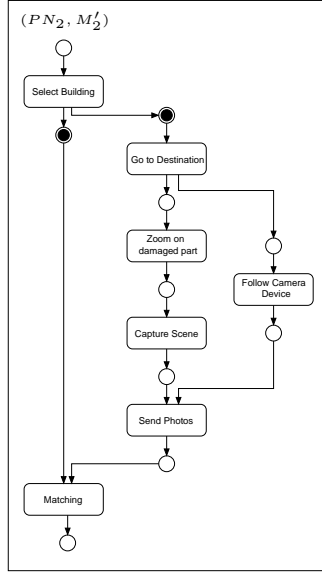 (PN₂, M′₂)
Select Building
Go to Destination
Zoom on
damaged part
Follow Camera
Device
Capture Scene
Send Photos
Matching